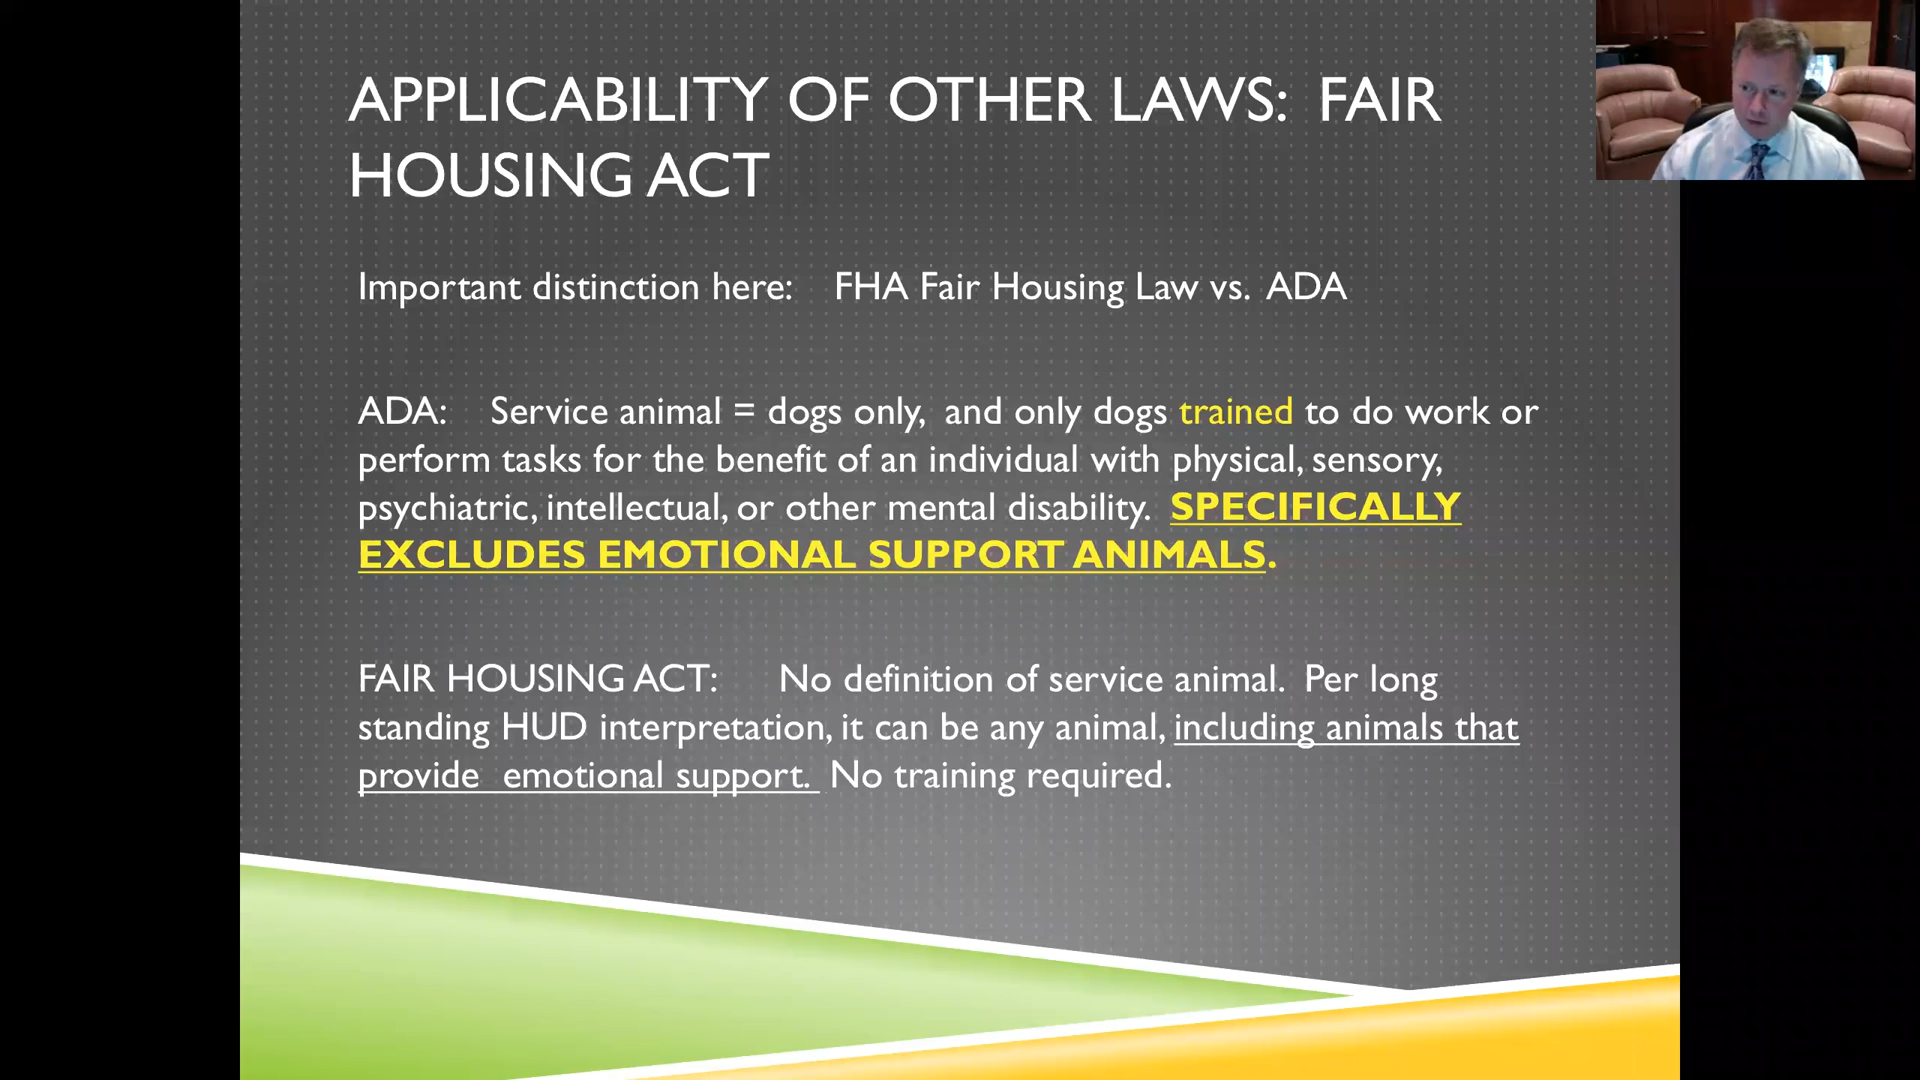 APPLICABILITY OF OTHER LAWS: FAIR
HOUSING ACT
Important distinction here: FHA Fair Housing Law vs. ADA
ADA: Service animal = dogs only, and only dogs trained to do work or
perform tasks for the benefit of an individual with physical, sensory,
psychiatric, intellectual, or other mental disability. SPECIFICALLY
EXCLUDES EMOTIONAL SUPPORT ANIMALS.
FAIR HOUSING ACT: No definition of service animal. Per long
standing HUD interpretation, it can be any animal, including animals that
provide emotional support. No training required.